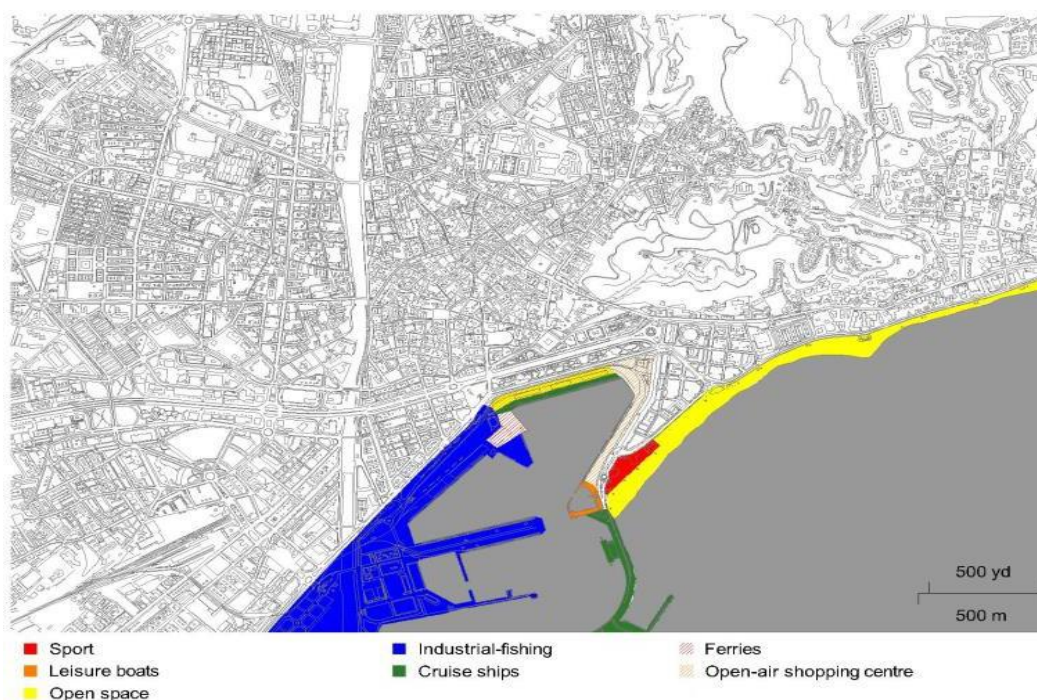 500 yd
500 m
Sport
Industrial-fishing
Ferries
Leisure boats
Cruise ships
Open-air shopping centre
Open space